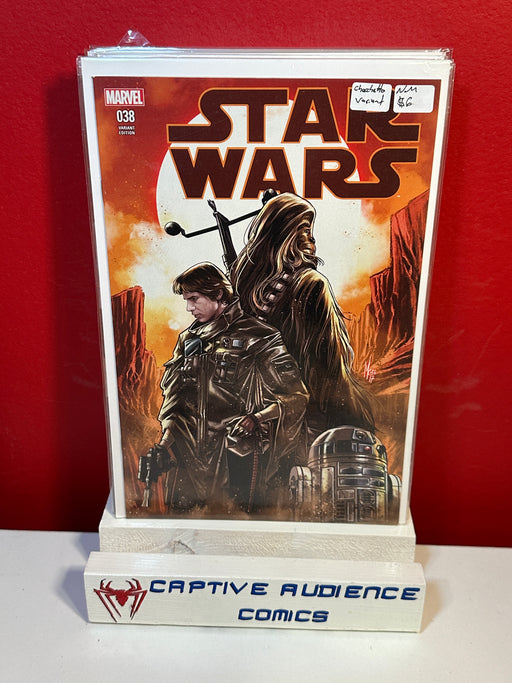 MARVEL
038
VARIANT
EDITION
STAR
WARS
Checchetto
Variant
NM
$6
CAPTIVE AUDIENCE
COMICS